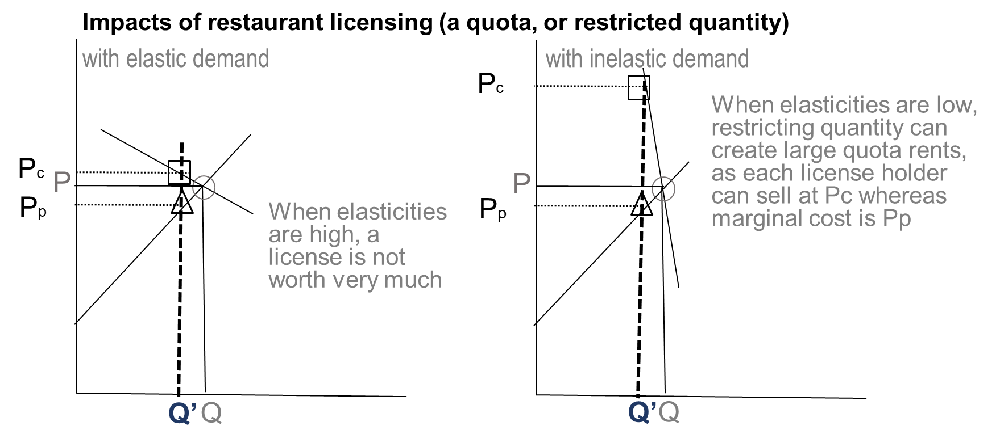 Impacts of restaurant licensing (a quota, or restricted quantity)
with elastic demand
Pc
P
Pp
When elasticities
are high, a
license is not
worth very much
Q’ Q
with inelastic demand
Pc
P
Pp
When elasticities are low,
restricting quantity can
create large quota rents,
as each license holder
can sell at Pc whereas
marginal cost is Pp
Q’ Q